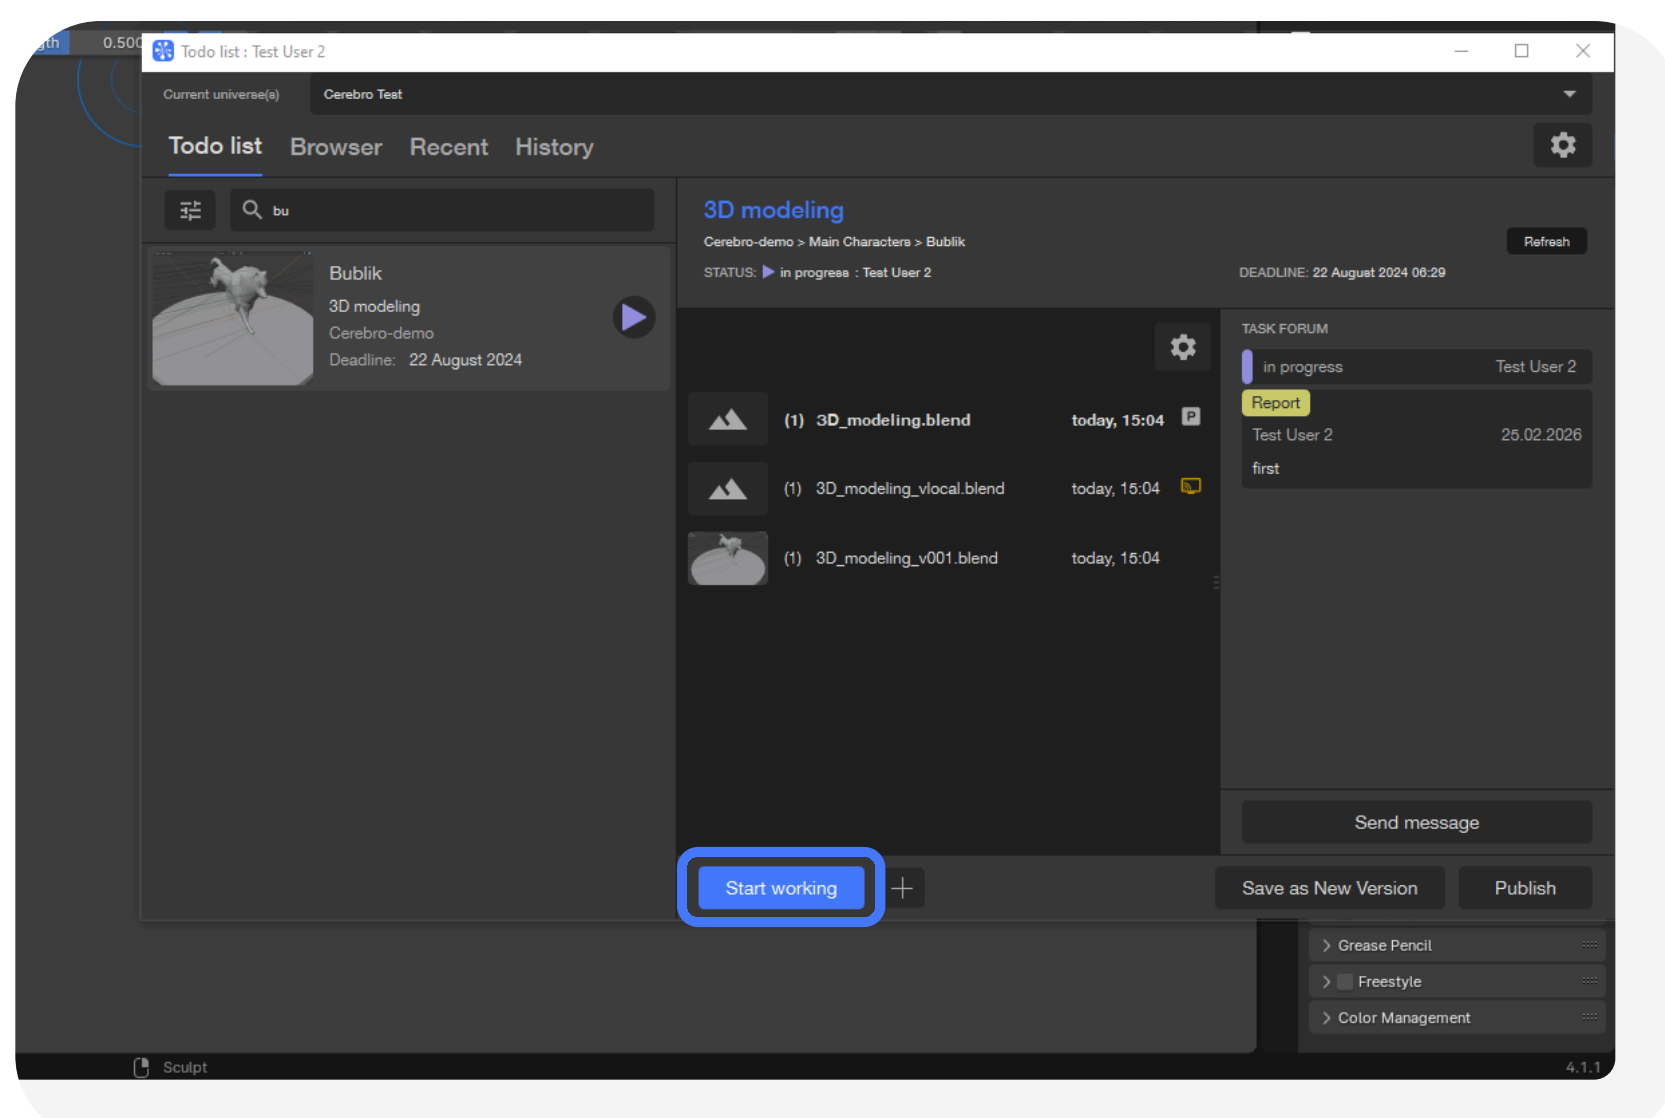 0.500
Todo list : Test User 2
Current universe(s)
Cerebro Test
Todo list
Browser
Recent
History
bu
Bublik
3D modeling
Cerebro-demo
Deadline: 22 August 2024
3D modeling
Cerebro-demo > Main Characters > Bublik
Refresh
STATUS: in progress : Test User 2
DEADLINE: 22 August 2024 06:29
(1) 3D_modeling.blend today, 15:04 P
(1) 3D_modeling_vlocal.blend today, 15:04
(1) 3D_modeling_v001.blend today, 15:04
TASK FORUM
in progress Test User 2
Report
Test User 2 25.02.2026
first
Send message
Start working
Save as New Version
Publish
Grease Pencil
Freestyle
Color Management
Sculpt
4.1.1